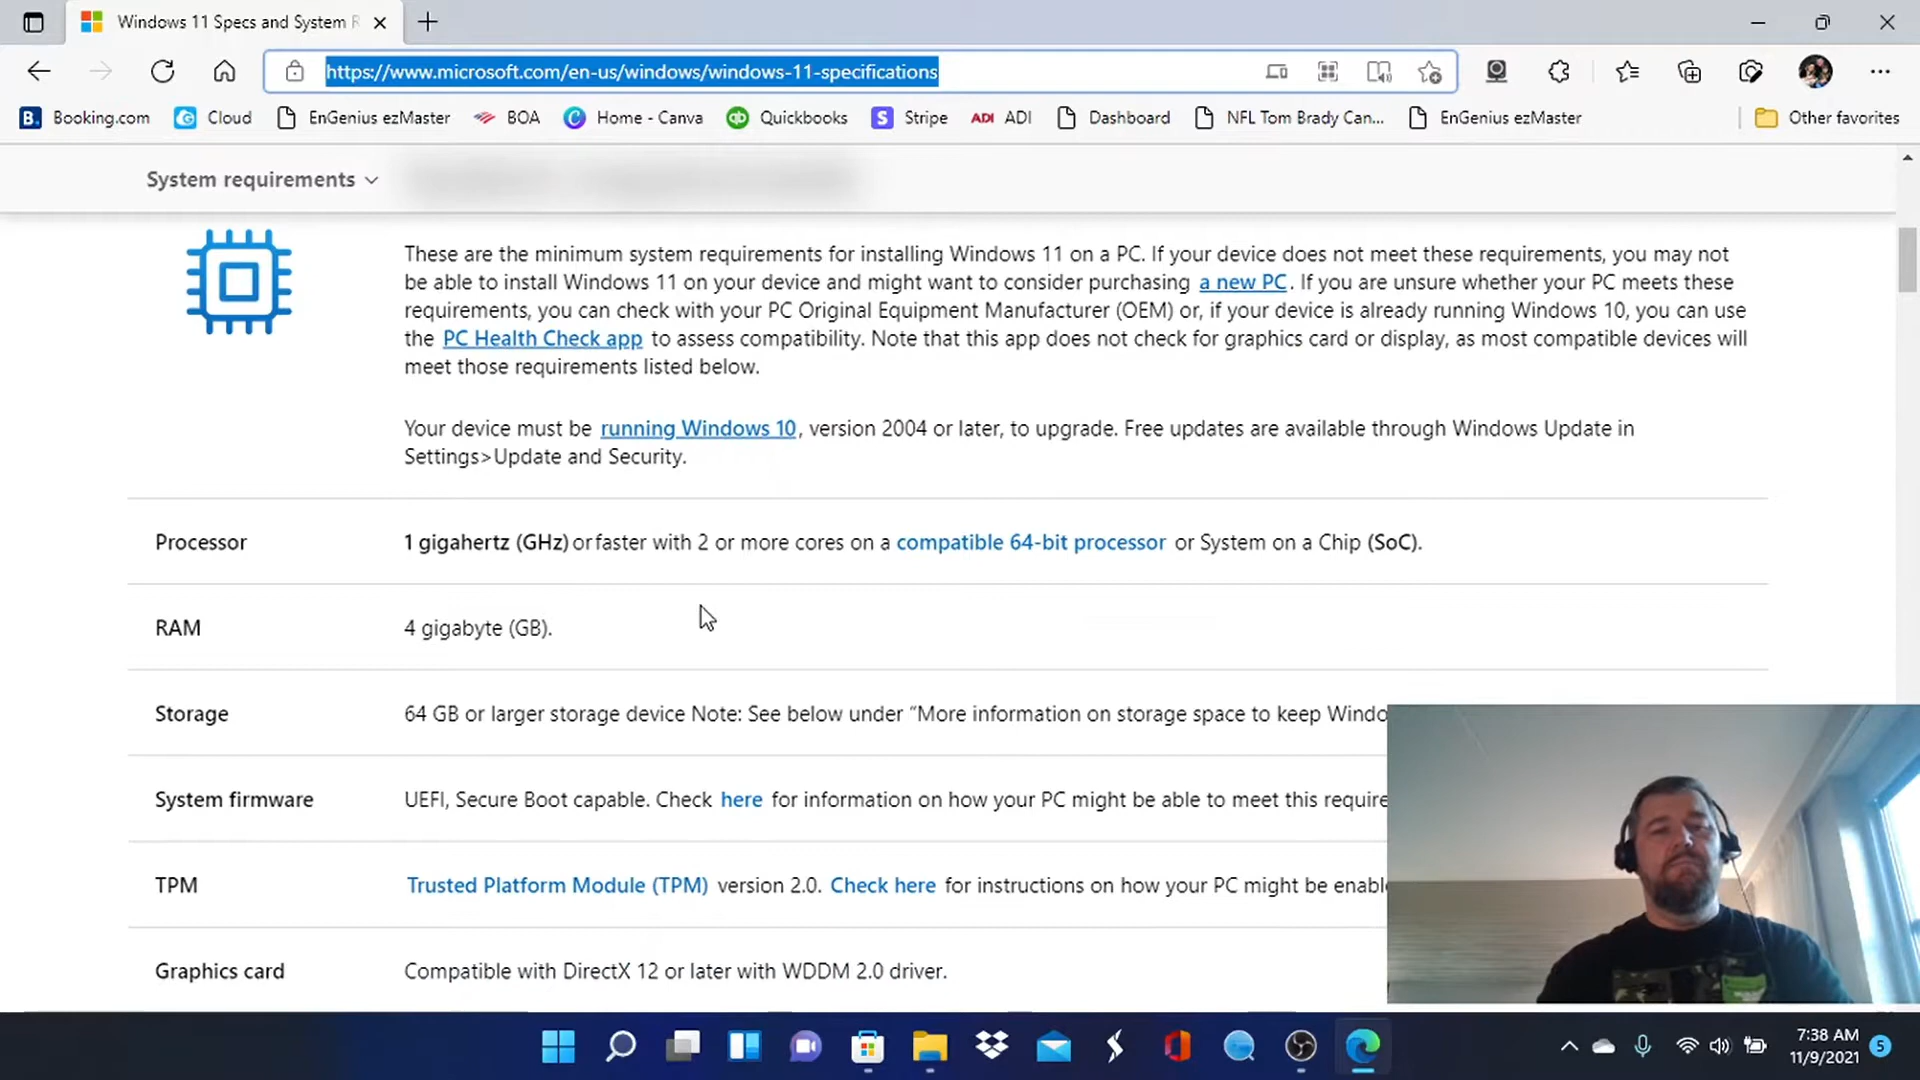 Windows 11 Specs and System R
https://www.microsoft.com/en-us/windows/windows-11-specifications
B. Booking.com Cloud EnGenius ezMaster BOA C Home - Canva qb Quickbooks S Stripe ADI ADI Dashboard NFL Tom Brady Can... EnGenius ezMaster Other favorites
System requirements
These are the minimum system requirements for installing Windows 11 on a PC. If your device does not meet these requirements, you may not
be able to install Windows 11 on your device and might want to consider purchasing a new PC. If you are unsure whether your PC meets these
requirements, you can check with your PC Original Equipment Manufacturer (OEM) or, if your device is already running Windows 10, you can use
the PC Health Check app to assess compatibility. Note that this app does not check for graphics card or display, as most compatible devices will
meet those requirements listed below.
Your device must be running Windows 10, version 2004 or later, to upgrade. Free updates are available through Windows Update in
Settings>Update and Security.
Processor 1 gigahertz (GHz) or faster with 2 or more cores on a compatible 64-bit processor or System on a Chip (SoC).
RAM 4 gigabyte (GB).
Storage 64 GB or larger storage device Note: See below under “More information on storage space to keep Windo
System firmware UEFI, Secure Boot capable. Check here for information on how your PC might be able to meet this require
TPM Trusted Platform Module (TPM) version 2.0. Check here for instructions on how your PC might be enabl
Graphics card Compatible with DirectX 12 or later with WDDM 2.0 driver.
7:38 AM
11/9/2021 5